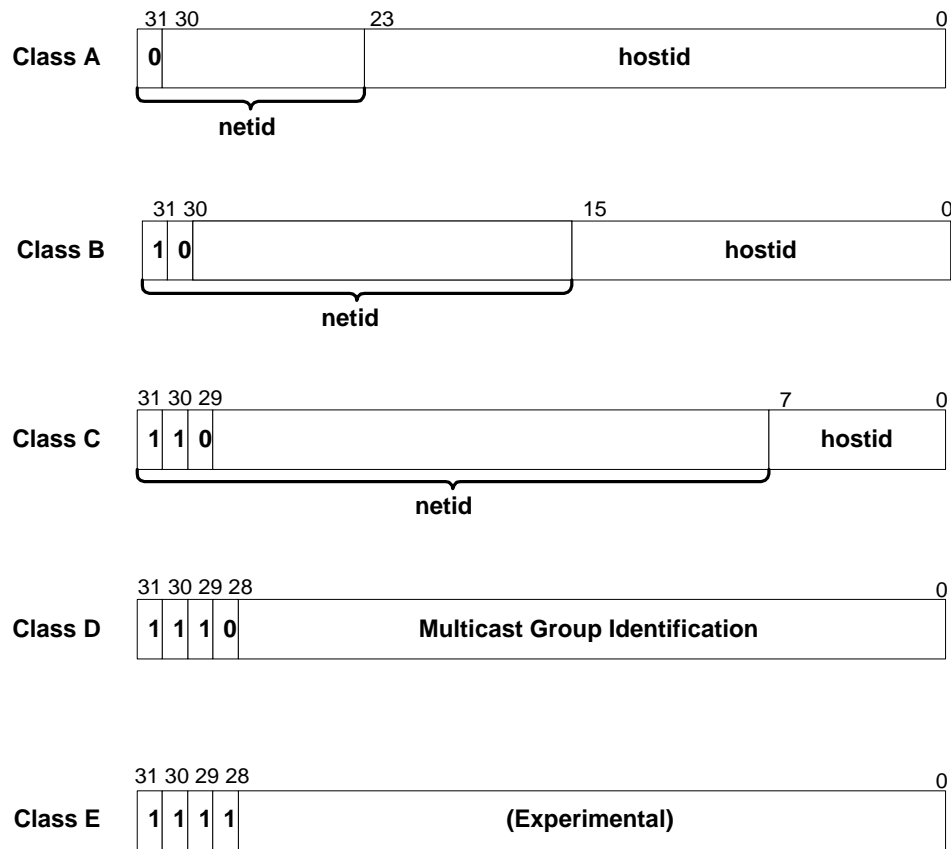 31 30 23 0
Class A 0 hostid
netid
31 30 15 0
Class B 1 0 hostid
netid
31 30 29 7 0
Class C 1 1 0 hostid
netid
31 30 29 28 0
Class D 1 1 1 0 Multicast Group Identification
31 30 29 28 0
Class E 1 1 1 1 (Experimental)